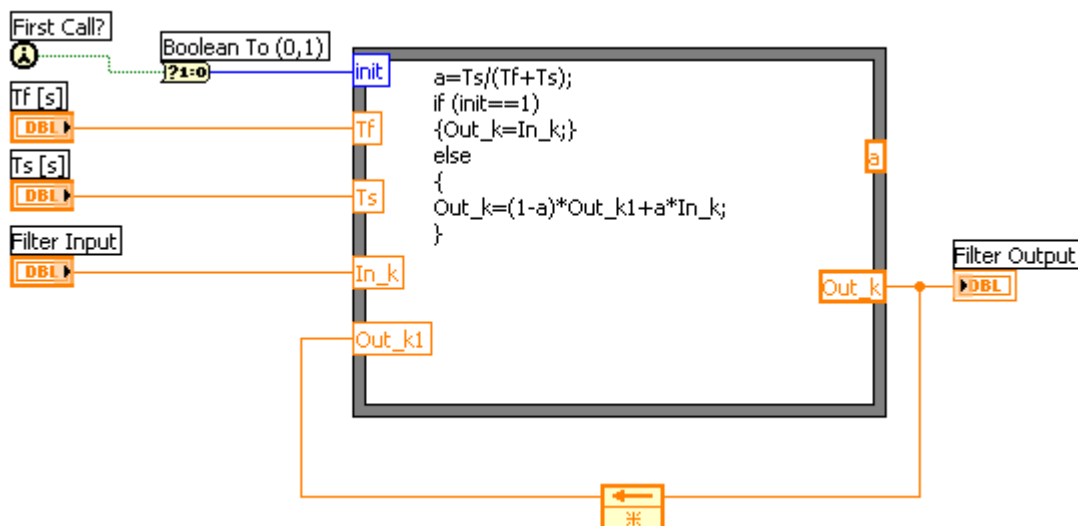 First Call?
Boolean To (0,1)
?1:0
Tf [s]
DBL
Ts [s]
DBL
Filter Input
DBL
init
Tf
Ts
In_k
Out_k1
a=Ts/(Tf+Ts);
if (init==1)
{Out_k=In_k;}
else
{
Out_k=(1-a)*Out_k1+a*In_k;
}
a
Out_k
Filter Output
DBL